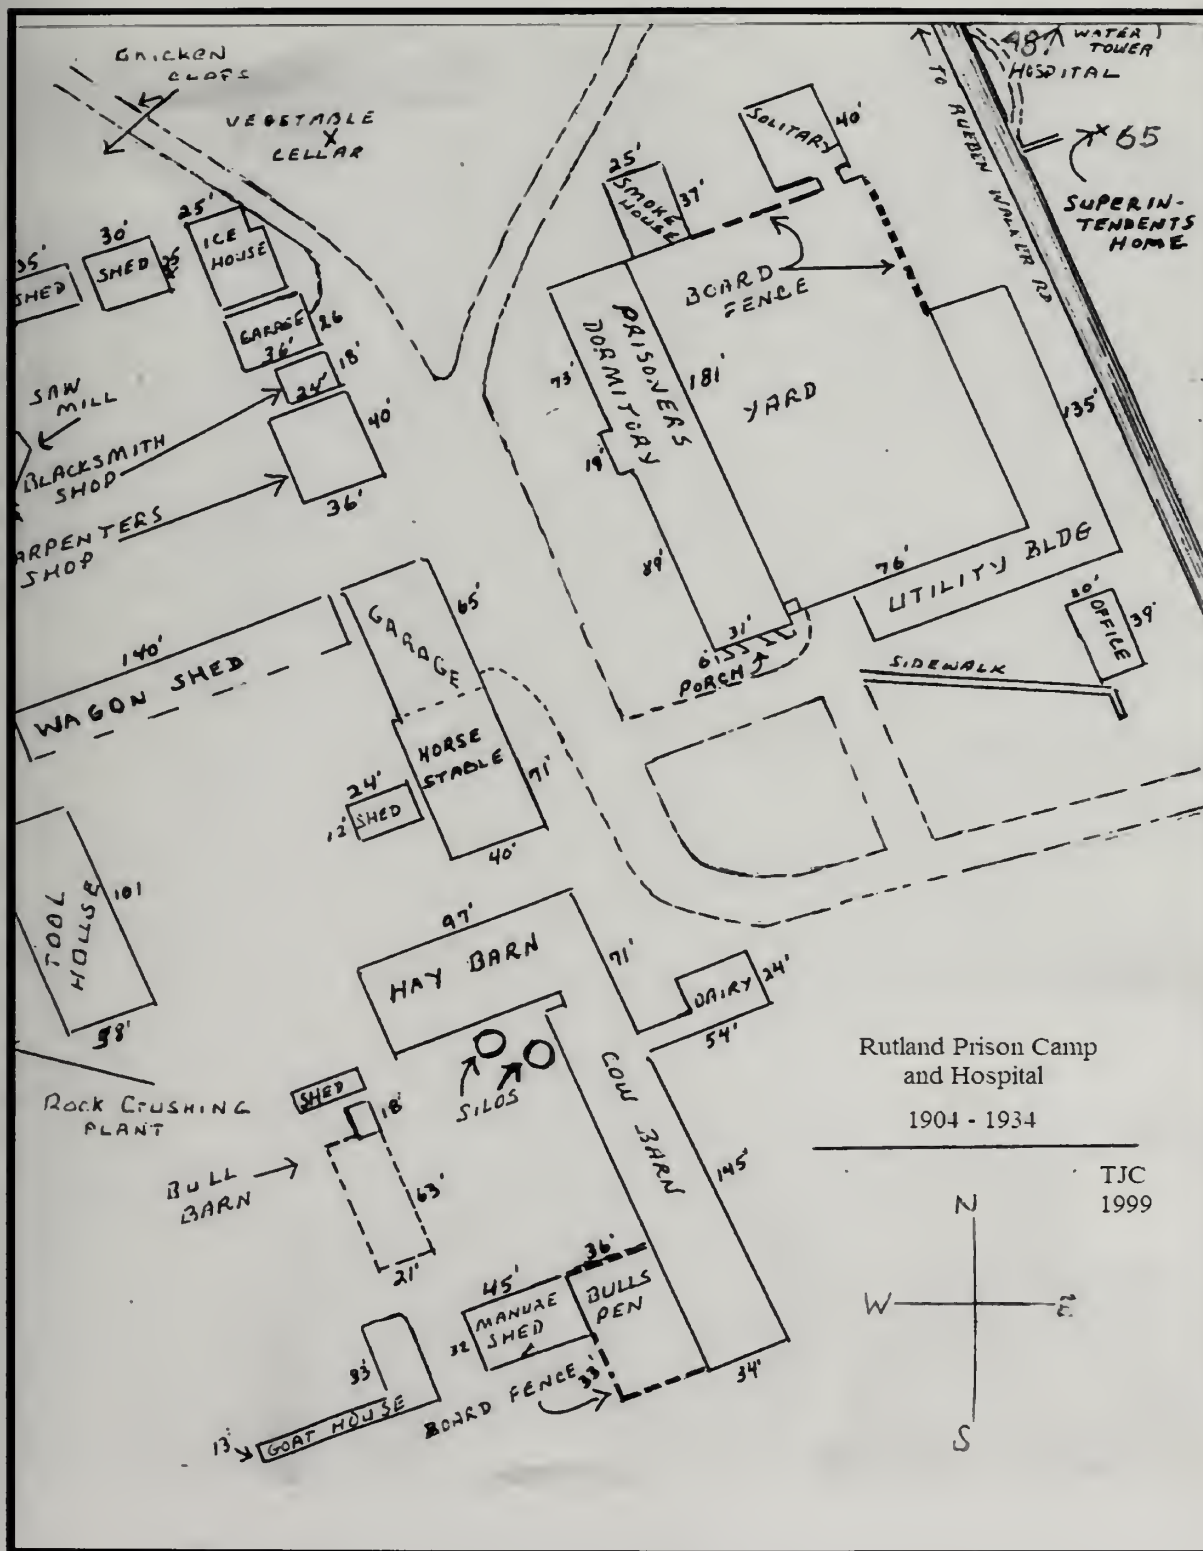 CHICKEN
COOPS
VEGETABLE
X
CELLAR
25'
ICE
HOUSE
30'
SHED
25
35'
SHED
GARAGE
26
36'
18'
24'
40'
36'
SAW
MILL
BLACKSMITH
SHOP
ARPENTERS
SHOP
SOLITARY
40'
25'
SMOKE
HOUSE
37'
BOARD
FENCE
PRISONERS
DORMITORY
73'
181'
19'
89'
YARD
135'
76'
UTILITY BLDG
31'
6'
PORCH
20'
39'
OFFICE
SIDEWALK
TO RUEBEN WALKER RD
WATER
TOWER
HOSPITAL
x 65
SUPERIN-
TENDENTS
HOME
140'
WAGON SHED
GARAGE
65'
HORSE
STABLE
71'
40'
24'
12'
SHED
TOOL
HOUSE
101
38'
ROCK CRUSHING
PLANT
97'
HAY BARN
71'
DAIRY
24'
54'
SILOS
COW BARN
145'
34'
SHED
18'
BULL
BARN
63'
21'
45'
MANURE
SHED
32
36'
BULLS
PEN
33'
BOARD FENCE
33'
GOAT HOUSE
13'
Rutland Prison Camp
and Hospital
1904 - 1934
TJC
1999
N
W
E
S